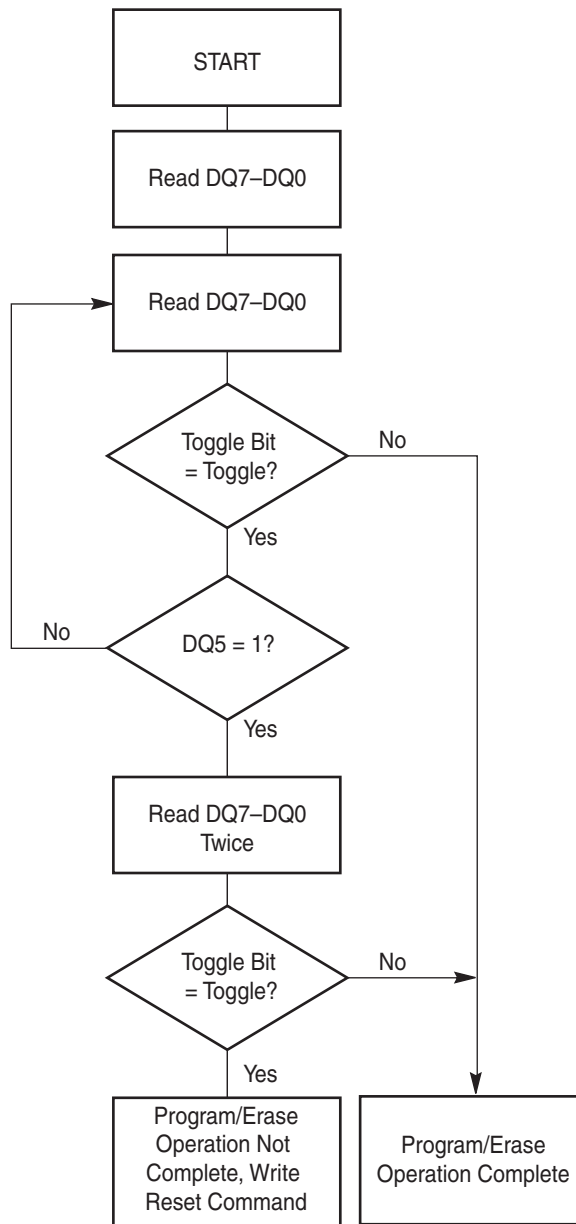 START
Read DQ7–DQ0
Read DQ7–DQ0
Toggle Bit
= Toggle?
No
Yes
No
DQ5 = 1?
Yes
Read DQ7–DQ0
Twice
Toggle Bit
= Toggle?
No
Yes
Program/Erase
Operation Not
Complete, Write
Reset Command
Program/Erase
Operation Complete